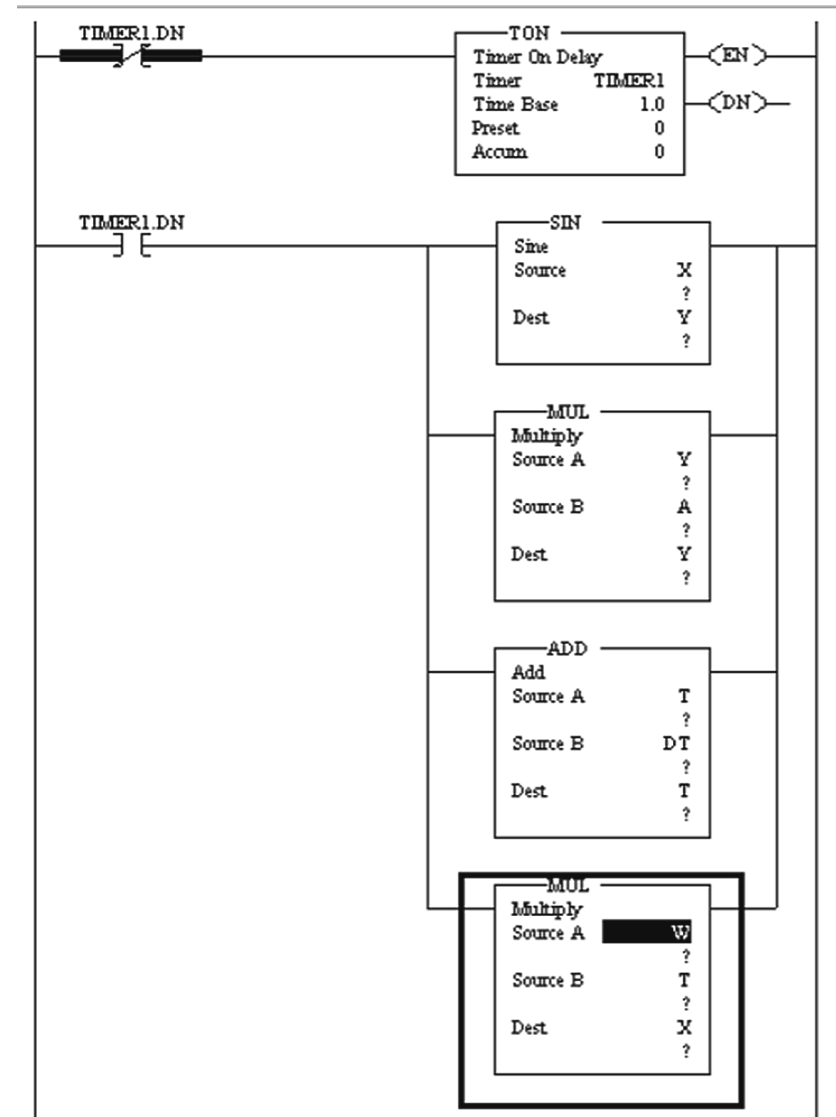 TIMER1.DN
TON
Timer On Delay
Timer TIMER1
Time Base 1.0
Preset 0
Accum 0
EN
DN
TIMER1.DN
SIN
Sine
Source X
?
Dest Y
?
MUL
Multiply
Source A Y
?
Source B A
?
Dest Y
?
ADD
Add
Source A T
?
Source B DT
?
Dest T
?
MUL
Multiply
Source A W
?
Source B T
?
Dest X
?